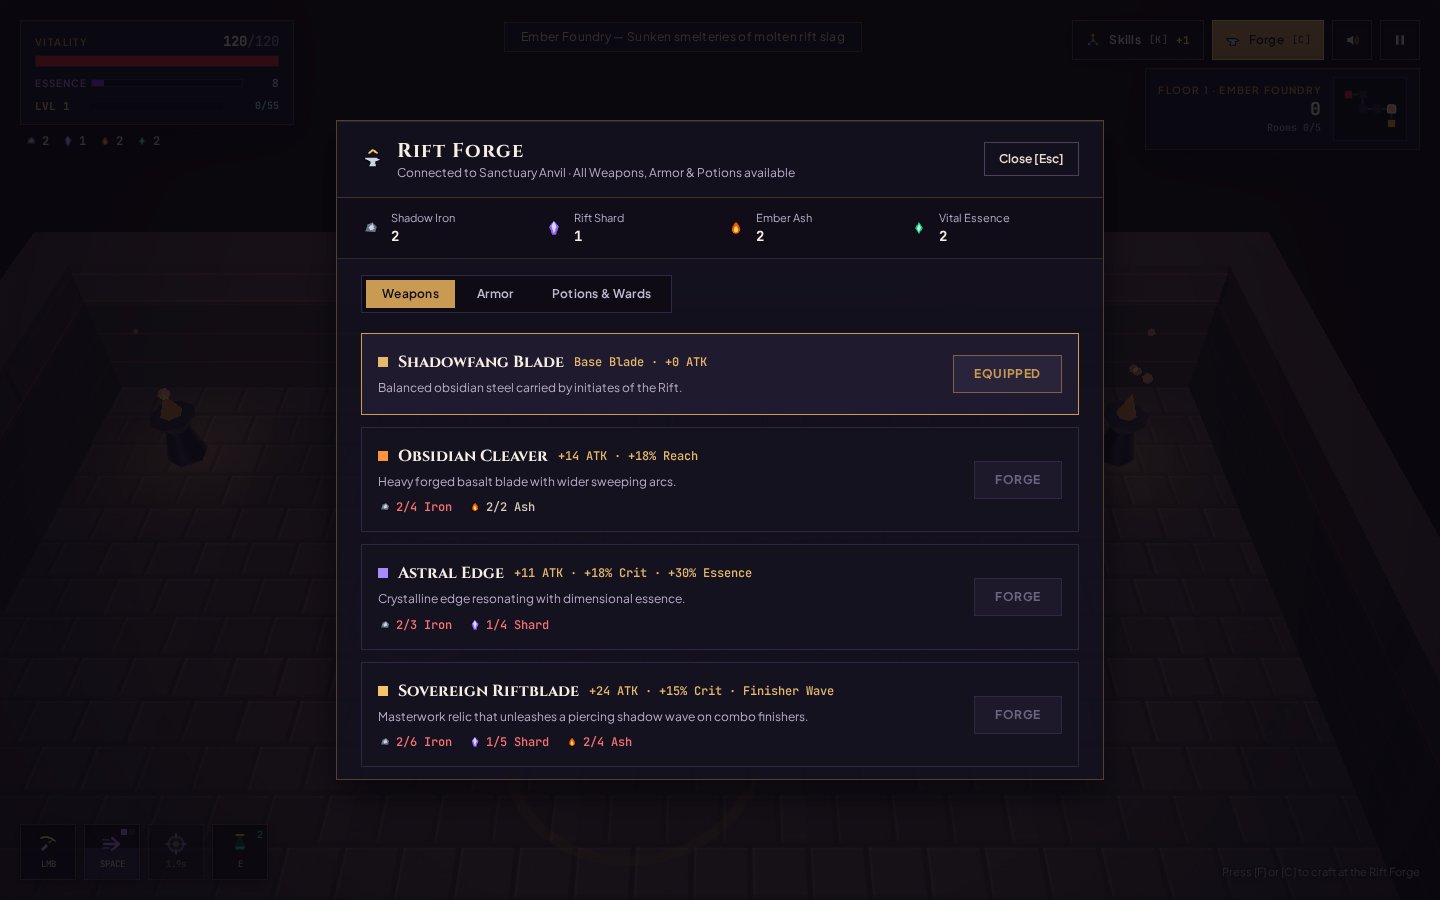 VITALITY 120/120
ESSENCE 8
LVL 1 0/55
2 1 2 2
Ember Foundry — Sunken smelteries of molten rift slag
Skills [K] +1
Forge [C]
FLOOR 1 · EMBER FOUNDRY
0
Rooms 0/5
Rift Forge
Connected to Sanctuary Anvil · All Weapons, Armor & Potions available
Close [Esc]
Shadow Iron
2
Rift Shard
1
Ember Ash
2
Vital Essence
2
Weapons Armor Potions & Wards
Shadowfang Blade Base Blade · +0 ATK
Balanced obsidian steel carried by initiates of the Rift.
EQUIPPED
Obsidian Cleaver +14 ATK · +18% Reach
Heavy forged basalt blade with wider sweeping arcs.
2/4 Iron 2/2 Ash
FORGE
Astral Edge +11 ATK · +18% Crit · +30% Essence
Crystalline edge resonating with dimensional essence.
2/3 Iron 1/4 Shard
FORGE
Sovereign Riftblade +24 ATK · +15% Crit · Finisher Wave
Masterwork relic that unleashes a piercing shadow wave on combo finishers.
2/6 Iron 1/5 Shard 2/4 Ash
FORGE
LMB
SPACE
1.9s
2
E
Press [F] or [C] to craft at the Rift Forge